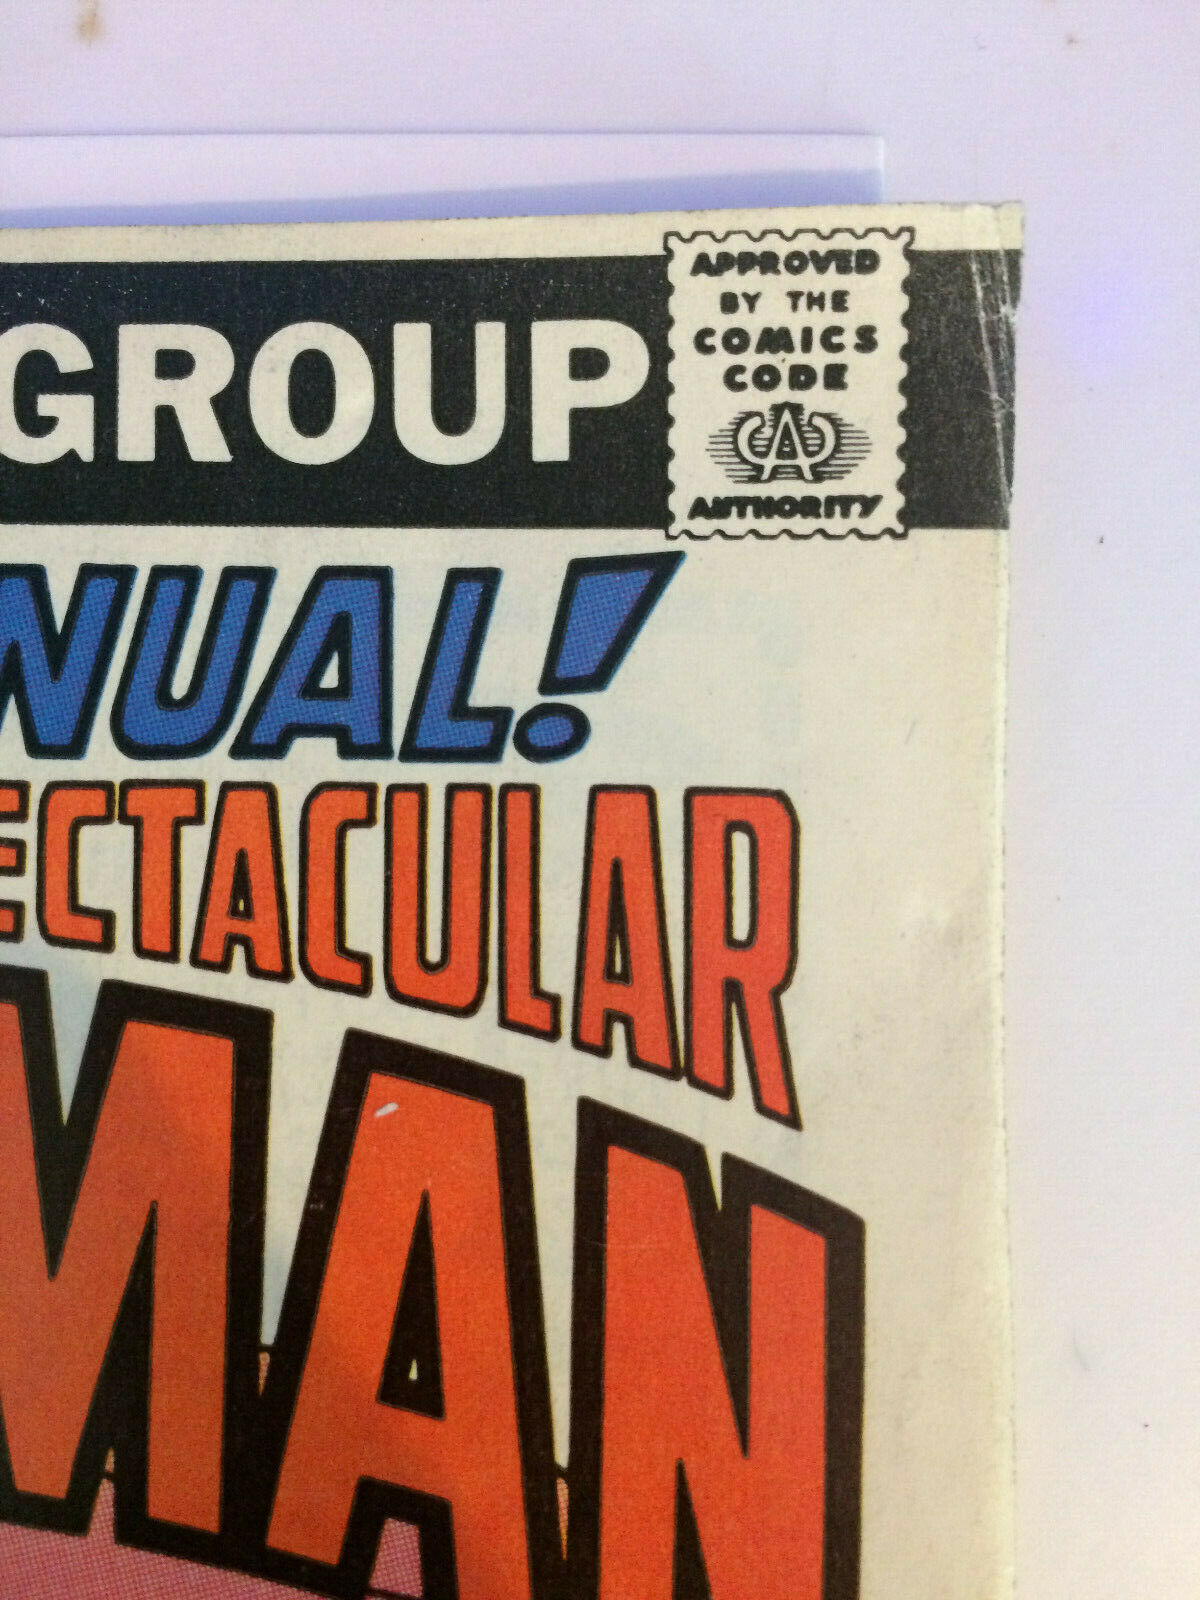 GROUP
APPROVED
BY THE
COMICS
CODE
CA
AUTHORITY
NUAL!
ECTACULAR
MAN